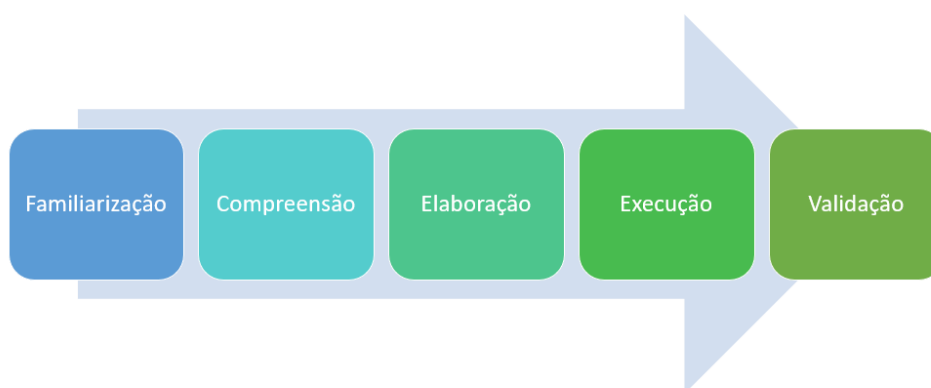 Familiarização
Compreensão
Elaboração
Execução
Validação